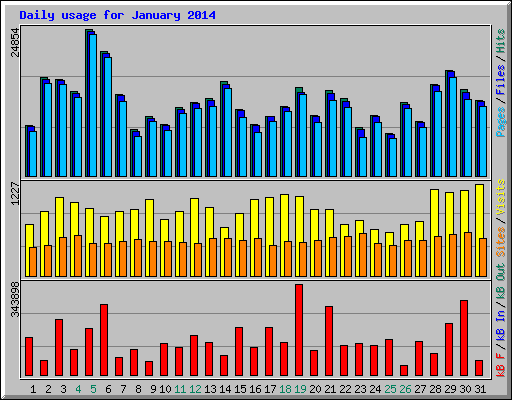 Daily usage for January 2014
24854
Pages / Files / Hits
1227
Sites / Visits
343898
kB F / kB In / kB Out
1 2 3 4 5 6 7 8 9 10 11 12 13 14 15 16 17 18 19 20 21 22 23 24 25 26 27 28 29 30 31